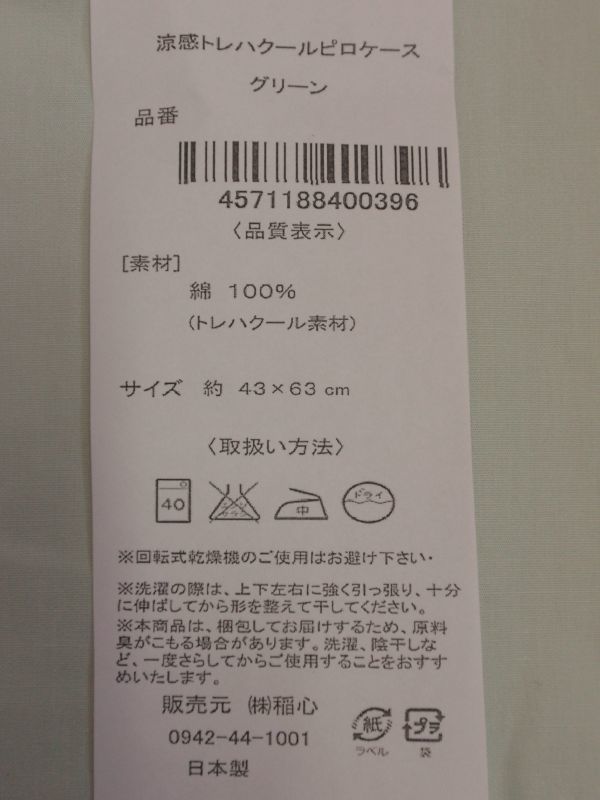 涼感トレハクールピロケース
グリーン
品番
4571188400396
〈品質表示〉
[素材]
綿 100%
(トレハクール素材)
サイズ 約 43×63 cm
〈取扱い方法〉
40
エンソサラシ
中
ドライ
※回転式乾燥機のご使用はお避け下さい・
※洗濯の際は、上下左右に強く引っ張り、十分
に伸ばしてから形を整えて干してください。
※本商品は、梱包してお届けするため、原料
臭がこもる場合があります。洗濯、陰干しな
ど、一度さらしてからご使用することをおすす
めいたします。
販売元 ㈱稲心
0942-44-1001
日本製
紙
ラベル
プラ
袋